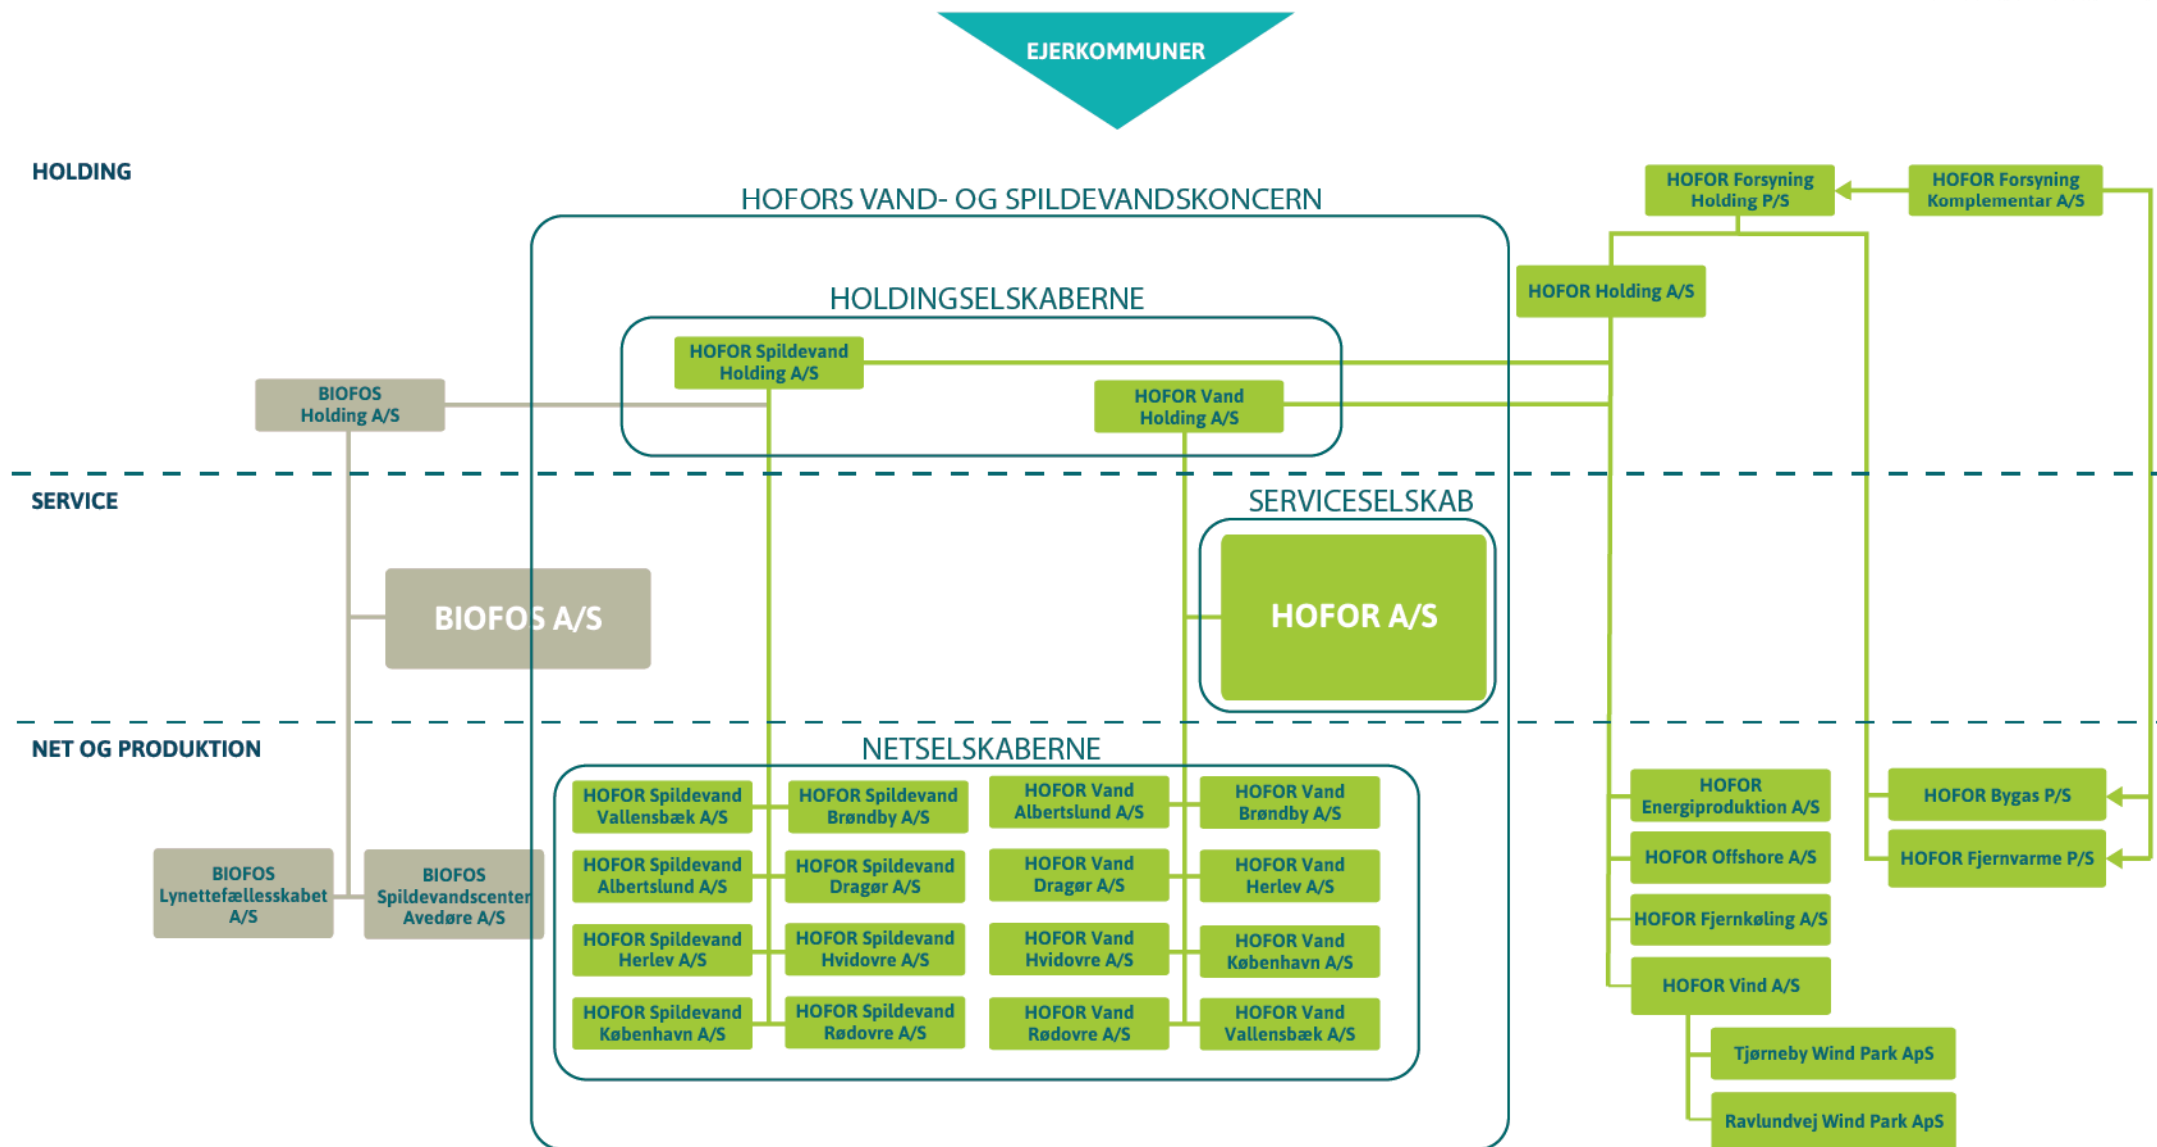 EJERKOMMUNER
HOLDING
HOFORS VAND- OG SPILDEVANDSKONCERN
HOFOR Forsyning
Holding P/S
HOFOR Forsyning
Komplementar A/S
HOFOR Holding A/S
HOLDINGSELSKABERNE
HOFOR Spildevand
Holding A/S
BIOFOS
Holding A/S
HOFOR Vand
Holding A/S
SERVICE
SERVICESELSKAB
BIOFOS A/S
HOFOR A/S
NET OG PRODUKTION
NETSELSKABERNE
HOFOR Spildevand
Vallensbæk A/S
HOFOR Spildevand
Brøndby A/S
HOFOR Vand
Albertslund A/S
HOFOR Vand
Brøndby A/S
HOFOR Spildevand
Albertslund A/S
HOFOR Spildevand
Dragør A/S
HOFOR Vand
Dragør A/S
HOFOR Vand
Herlev A/S
HOFOR Spildevand
Herlev A/S
HOFOR Spildevand
Hvidovre A/S
HOFOR Vand
Hvidovre A/S
HOFOR Vand
København A/S
HOFOR Spildevand
København A/S
HOFOR Spildevand
Rødovre A/S
HOFOR Vand
Rødovre A/S
HOFOR Vand
Vallensbæk A/S
BIOFOS
Lynettefællesskabet
A/S
BIOFOS
Spildevandscenter
Avedøre A/S
HOFOR
Energiproduktion A/S
HOFOR Offshore A/S
HOFOR Fjernkøling A/S
HOFOR Vind A/S
Tjørneby Wind Park ApS
Ravlundvej Wind Park ApS
HOFOR Bygas P/S
HOFOR Fjernvarme P/S